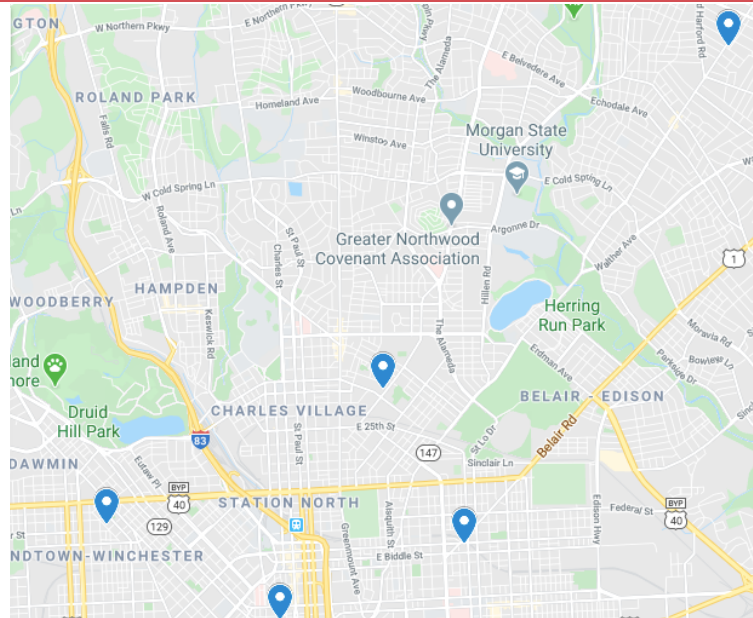 GTON
W Northern Pkwy
E Northern Pkwy
The Alameda
Harford Rd
E Belvedere Ave
ROLAND PARK
Woodbourne Ave
Homeland Ave
Echodale Ave
Falls Rd
Winston Ave
Morgan State
University
W Cold Spring Ln
E Cold Spring Ln
Ln
Roland Ave
St Paul St
Charles St
Argonne Dr
Greater Northwood
Covenant Association
Walther Ave
1
Hillen Rd
HAMPDEN
WOODBERRY
Herring
Run Park
Keswick Rd
The Alameda
Moravia Rd
Bowleys Ln
Erdman Ave
Parkside Dr
Druid
Hill Park
CHARLES VILLAGE
BELAIR - EDISON
83
St Paul St
E 25th St
147
St Lo Dr
Belair Rd
DAWMIN
Eutaw Pl
Sinclair Ln
BYP
40
STATION NORTH
BYP
40
129
Aisquith St
Edison Hwy
Federal St
Greenmount Ave
NDTOWN-WINCHESTER
E Biddle St